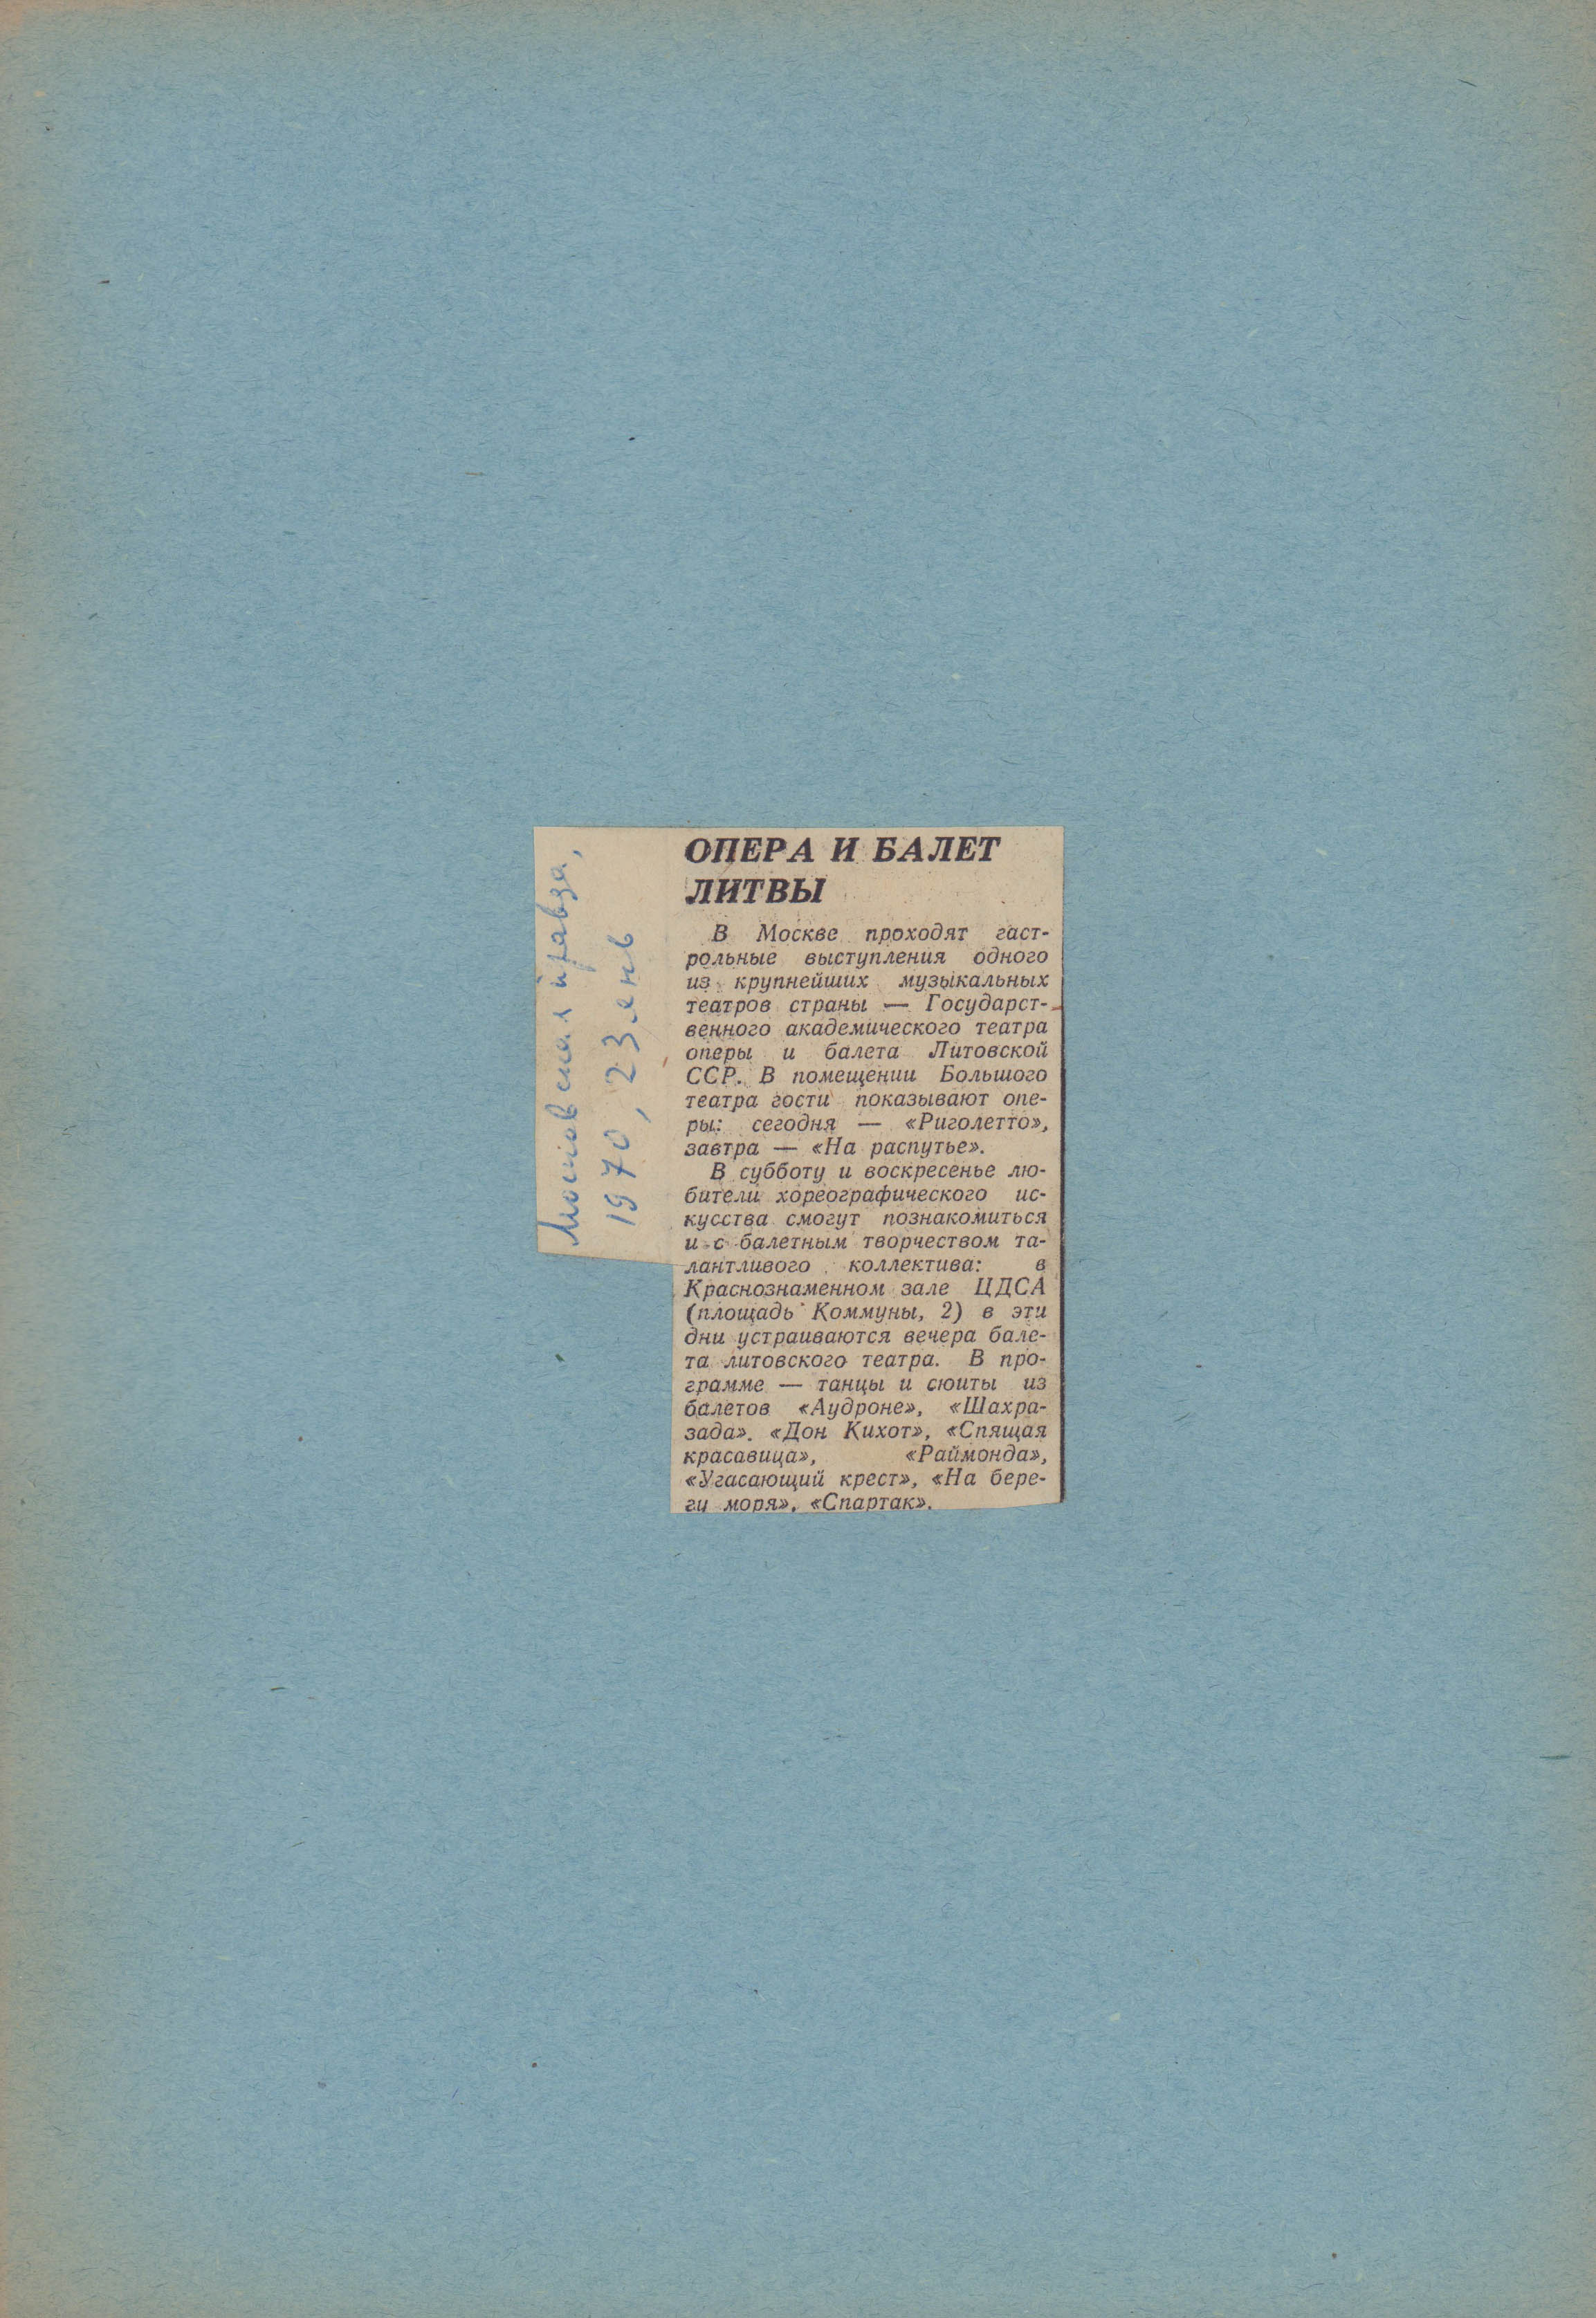 Московская правда,
1970, 23 янв
ОПЕРА И БАЛЕТ
ЛИТВЫ
В Москве проходят гаст-
рольные выступления одного
из крупнейших музыкальных
театров страны — Государст-
венного академического театра
оперы и балета Литовской
ССР. В помещении Большого
театра гости показывают опе-
ры: сегодня — «Риголетто»,
завтра — «На распутье».
В субботу и воскресенье лю-
бители хореографического ис-
кусства смогут познакомиться
и с балетным творчеством та-
лантливого коллектива: в
Краснознаменном зале ЦДСА
(площадь Коммуны, 2) в эти
дни устраиваются вечера бале-
та литовского театра. В про-
грамме — танцы и сюиты из
балетов «Аудроне», «Шахра-
зада». «Дон Кихот», «Спящая
красавица», «Раймонда»,
«Угасающий крест», «На бере-
гу моря», «Спартак».